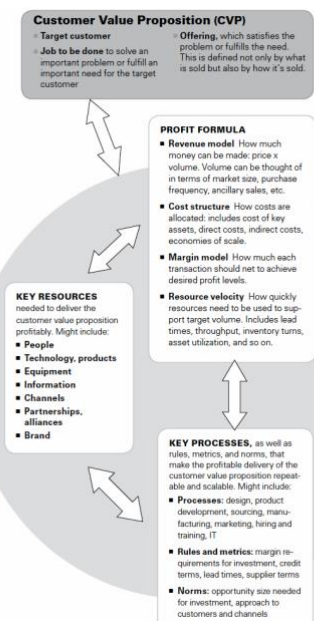 Customer Value Proposition (CVP)
Target customer
Job to be done to solve an
important problem or fulfill an
important need for the target
customer
Offering, which satisfies the
problem or fulfills the need.
This is defined not only by what
is sold but also by how it's sold.
PROFIT FORMULA
■ Revenue model How much
money can be made: price x
volume. Volume can be thought of
in terms of market size, purchase
frequency, ancillary sales, etc.
■ Cost structure How costs are
allocated: includes cost of key
assets, direct costs, indirect costs,
economies of scale.
■ Margin model How much each
transaction should net to achieve
desired profit levels.
■ Resource velocity How quickly
resources need to be used to sup-
port target volume. Includes lead
times, throughput, inventory turns,
asset utilization, and so on.
KEY RESOURCES
needed to deliver the
customer value proposition
profitably. Might include:
■ People
■ Technology, products
■ Equipment
■ Information
■ Channels
■ Partnerships,
alliances
■ Brand
KEY PROCESSES, as well as
rules, metrics, and norms, that
make the profitable delivery of the
customer value proposition repeat-
able and scalable. Might include:
■ Processes: design, product
development, sourcing, manu-
facturing, marketing, hiring and
training, IT
■ Rules and metrics: margin re-
quirements for investment, credit
terms, lead times, supplier terms
■ Norms: opportunity size needed
for investment, approach to
customers and channels